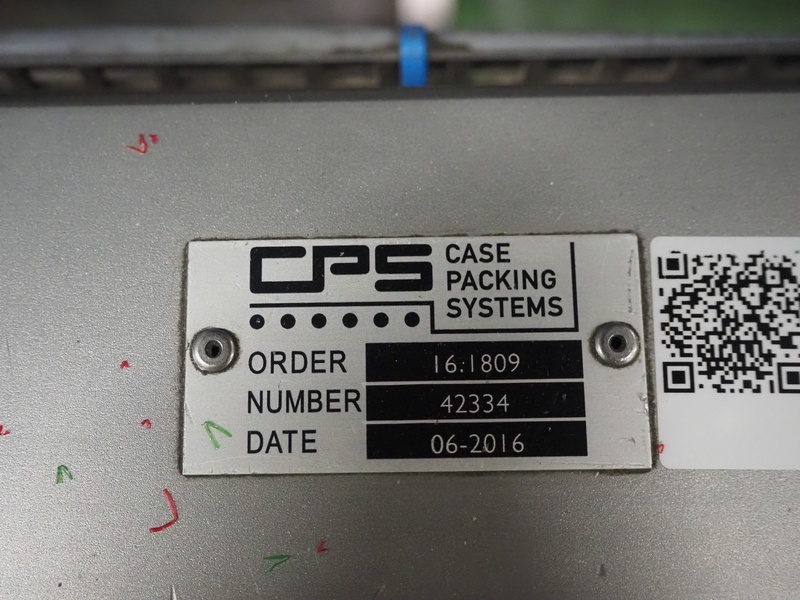 CPS
CASE
PACKING
SYSTEMS
ORDER 16.1809
NUMBER 42334
DATE 06-2016